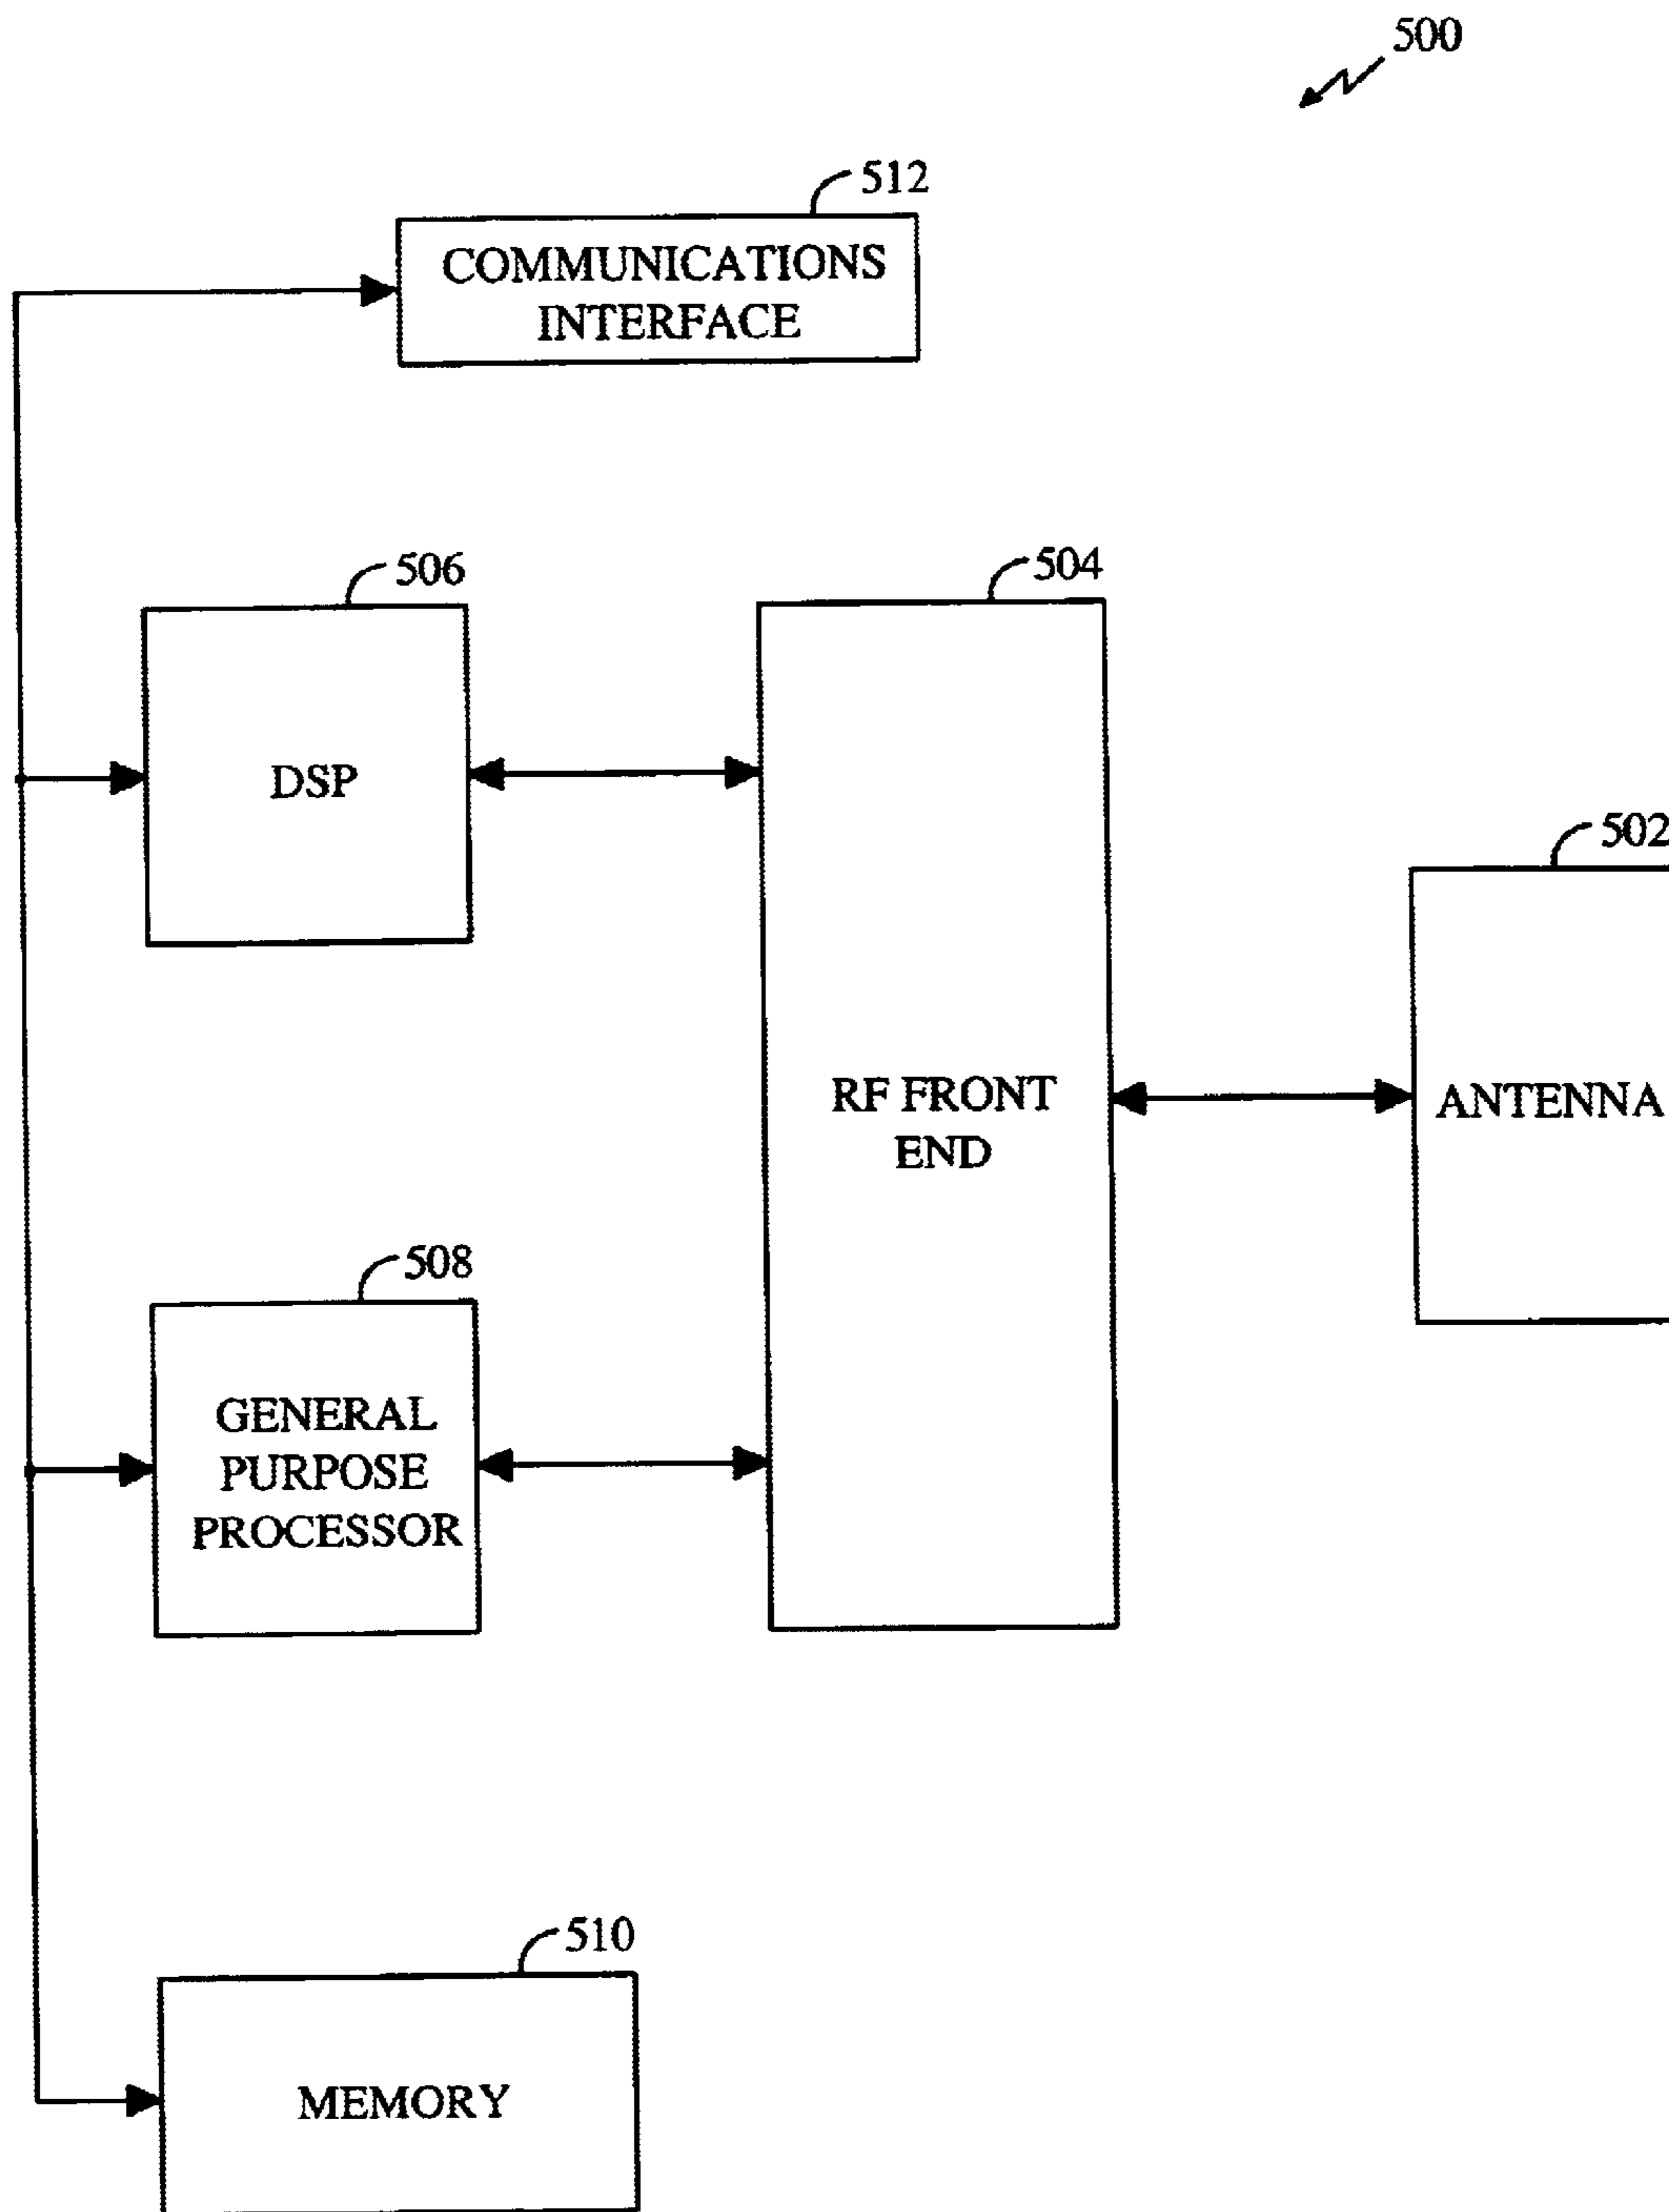 500
512
COMMUNICATIONS
INTERFACE
506
DSP
504
RF FRONT
END
502
ANTENNA
508
GENERAL
PURPOSE
PROCESSOR
510
MEMORY